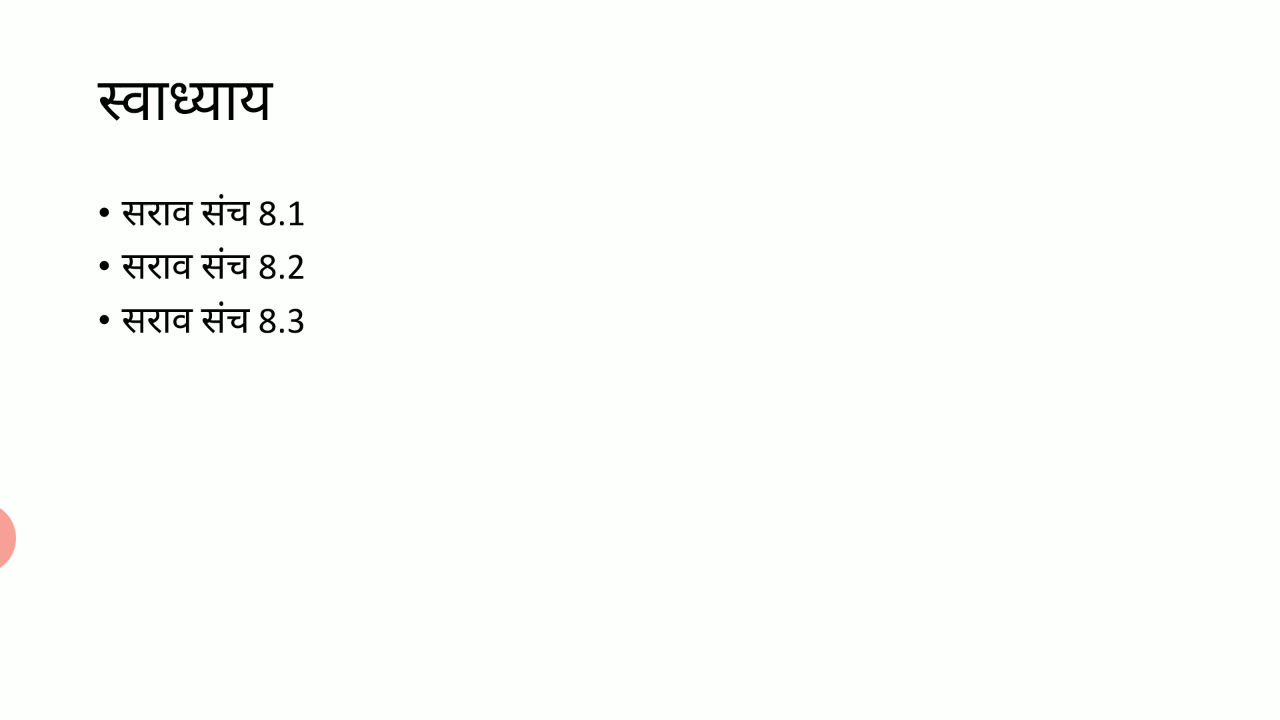 स्वाध्याय
• सराव संच 8.1
• सराव संच 8.2
• सराव संच 8.3